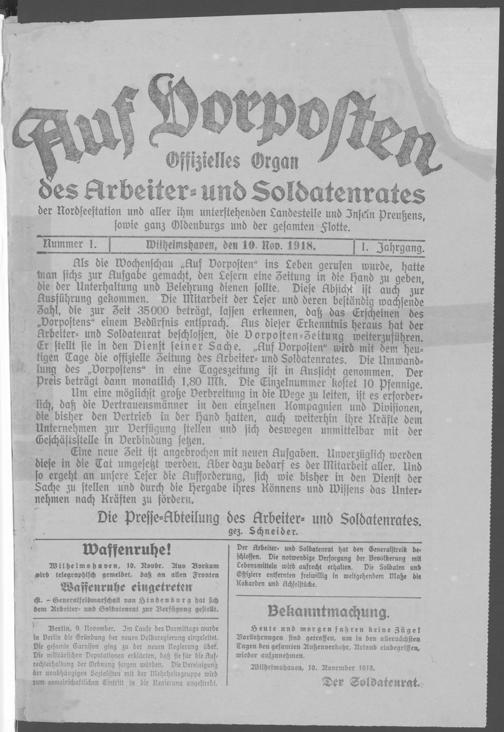 Auf Vorposten
Offizielles Organ
des Arbeiter- und Soldatenrates
der Nordseestation und aller ihm unterstehenden Landesteile und Inseln Preußens,
sowie ganz Oldenburgs und der gesamten Flotte.
Nummer 1. Wilhelmshaven, den 10. Nov. 1918. 1. Jahrgang.
Als die Wochenschau „Auf Vorposten" ins Leben gerufen wurde, hatte
man sichs zur Aufgabe gemacht, den Lesern eine Zeitung in die Hand zu geben,
die der Unterhaltung und Belehrung dienen sollte. Diese Absicht ist auch zur
Ausführung gekommen. Die Mitarbeit der Leser und deren beständig wachsende
Zahl, die zur Zeit 35000 beträgt, lassen erkennen, daß das Erscheinen des
„Vorpostens" einem Bedürfnis entsprach. Aus dieser Erkenntnis heraus hat der
Arbeiter- und Soldatenrat beschlossen, die Vorposten-Zeitung weiterzuführen.
Er stellt sie in den Dienst seiner Sache. „Auf Vorposten" wird mit dem heu-
tigen Tage die offizielle Zeitung des Arbeiter- und Soldatenrates. Die Umwand-
lung des „Vorpostens" in eine Tageszeitung ist in Aussicht genommen. Der
Preis beträgt dann monatlich 1,80 Mk. Die Einzelnummer kostet 10 Pfennige.
Um eine möglichst große Verbreitung in die Wege zu leiten, ist es erforder-
lich, daß die Vertrauensmänner in den einzelnen Kompagnien und Divisionen,
die bisher den Vertrieb in der Hand hatten, auch weiterhin ihre Kräfte dem
Unternehmen zur Verfügung stellen und sich deswegen unmittelbar mit der
Geschäftsstelle in Verbindung setzen.
Eine neue Zeit ist angebrochen mit neuen Aufgaben. Unverzüglich werden
diese in die Tat umgesetzt werden. Aber dazu bedarf es der Mitarbeit aller. Und
so ergeht an unsere Leser die Aufforderung, sich wie bisher in den Dienst der
Sache zu stellen und durch die Hergabe ihres Könnens und Wissens das Unter-
nehmen nach Kräften zu fördern.
Die Presse-Abteilung des Arbeiter- und Soldatenrates.
gez. Schneider.
Waffenruhe!
Wilhelmshaven, 10. Novbr. Aus Borkum
wird telegraphisch gemeldet, daß an allen Fronten
Waffenruhe eingetreten
ist. – Generalfeldmarschall von Hindenburg hat sich
dem Arbeiter- und Soldatenrat zur Verfügung gestellt.
Berlin, 9. November. Im Laufe des Vormittags wurde
in Berlin die Gründung der neuen Volksregierung eingeleitet.
Die gesamte Garnison ging zu der neuen Regierung über.
Die militärischen Deputationen erklärten, daß sie für die Auf-
rechterhaltung der Ordnung sorgen würden. Die Vereinigung
der unabhängigen Sozialisten mit der Mehrheitsgruppe wird
zum gemeinschaftlichen Eintritt in die Regierung angestrebt.
Der Arbeiter- und Soldatenrat hat den Generalstreik be-
schlossen. Die notwendige Versorgung der Bevölkerung mit
Lebensmitteln wird aufrecht erhalten. Die Soldaten und
Offiziere entfernten freiwillig in weitgehendem Maße die
Kokarden und Achselstücke.
Bekanntmachung.
Heute und morgen fahren keine Züge!
Vorkehrungen sind getroffen, um in den allernächsten
Tagen den gesamten Außenverkehr, Urlaub einbegriffen,
wieder aufzunehmen.
Wilhelmshaven, 10. November 1918.
Der Soldatenrat.